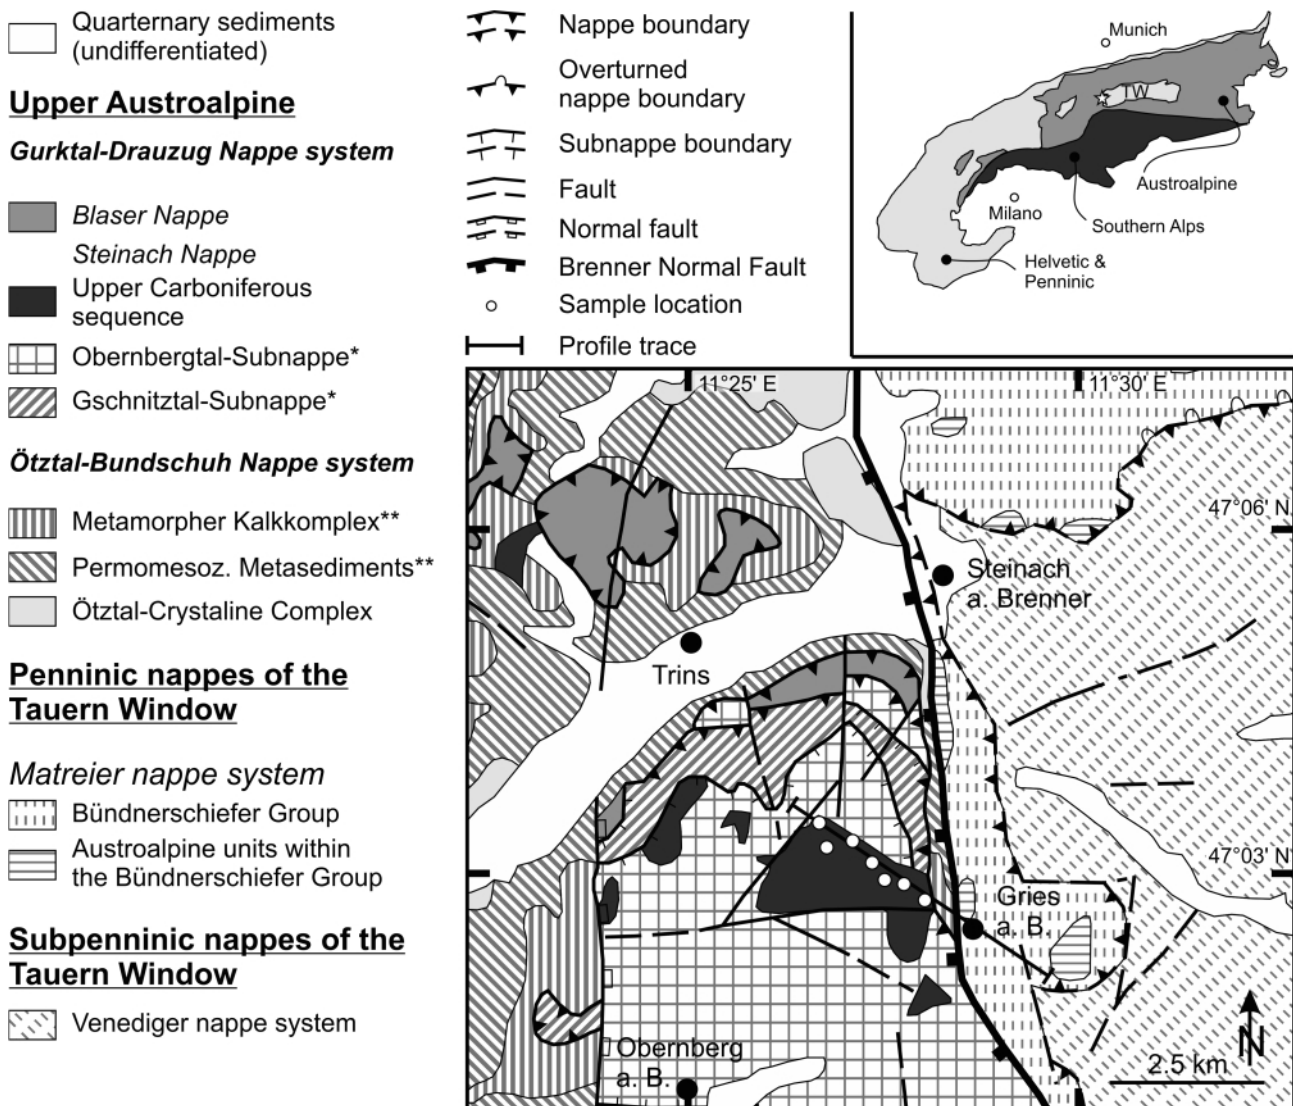 Quarternary sediments
(undifferentiated)
Upper Austroalpine
Gurktal-Drauzug Nappe system
Blaser Nappe
Steinach Nappe
Upper Carboniferous
sequence
Obernbergtal-Subnappe*
Gschnitztal-Subnappe*
Ötztal-Bundschuh Nappe system
Metamorpher Kalkkomplex**
Permomesoz. Metasediments**
Ötztal-Crystaline Complex
Penninic nappes of the
Tauern Window
Matreier nappe system
Bündnerschiefer Group
Austroalpine units within
the Bündnerschiefer Group
Subpenninic nappes of the
Tauern Window
Venediger nappe system
Nappe boundary
Overturned
nappe boundary
Subnappe boundary
Fault
Normal fault
Brenner Normal Fault
Sample location
Profile trace
Munich
TW
Austroalpine
Milano
Southern Alps
Helvetic &
Penninic
11°25' E
11°30' E
47°06' N
Steinach
a. Brenner
Trins
47°03' N
Gries
a. B.
Obernberg
a. B.
N
2.5 km